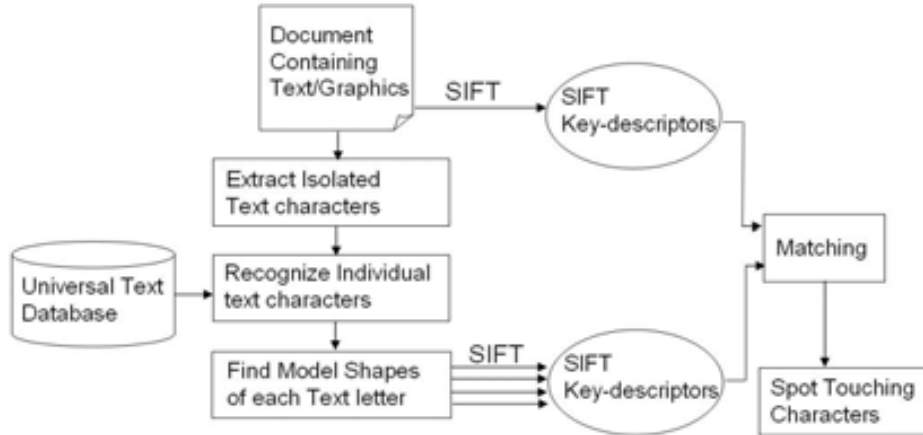 Document
Containing
Text/Graphics
SIFT
SIFT
Key-descriptors
Extract Isolated
Text characters
Matching
Universal Text
Database
Recognize Individual
text characters
Find Model Shapes
of each Text letter
SIFT
SIFT
Key-descriptors
Spot Touching
Characters